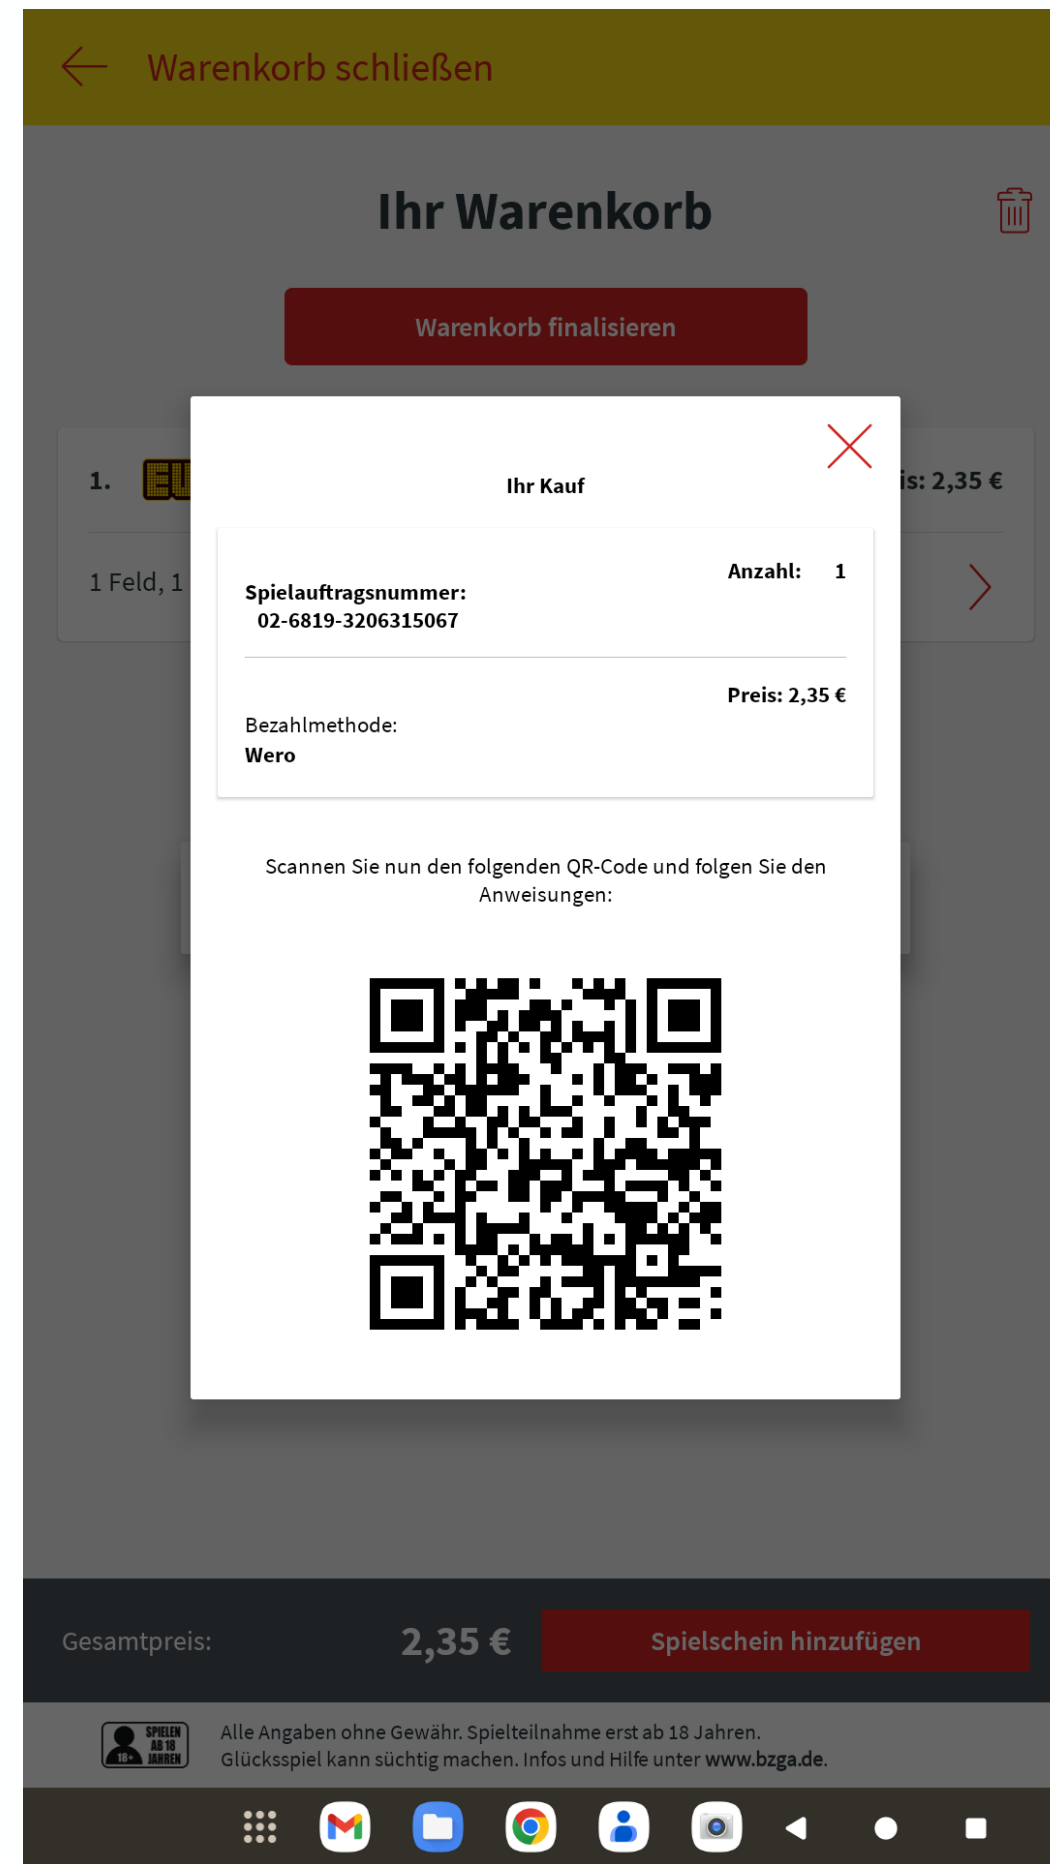 Warenkorb schließen
Ihr Warenkorb
Warenkorb finalisieren
1.
is: 2,35 €
1 Feld, 1
Ihr Kauf
Anzahl: 1
Spielauftragsnummer:
02-6819-3206315067
Preis: 2,35 €
Bezahlmethode:
Wero
Scannen Sie nun den folgenden QR-Code und folgen Sie den
Anweisungen:
Gesamtpreis: 2,35 €
Spielschein hinzufügen
SPIELEN
AB 18
JAHREN
18+
Alle Angaben ohne Gewähr. Spielteilnahme erst ab 18 Jahren.
Glücksspiel kann süchtig machen. Infos und Hilfe unter www.bzga.de.